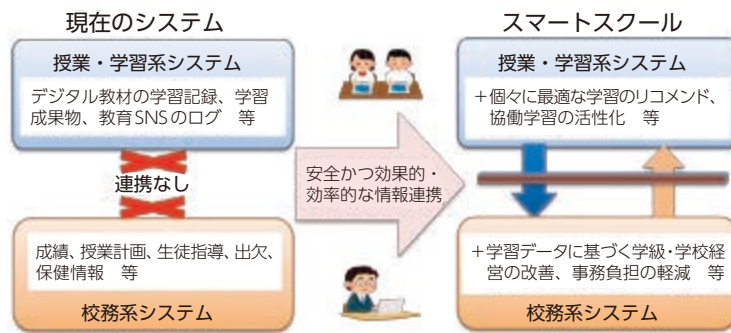 現在のシステム
授業・学習系システム
デジタル教材の学習記録、学習
成果物、教育SNSのログ　等
連携なし
成績、授業計画、生徒指導、出欠、
保健情報　等
校務系システム
安全かつ効果的・
効率的な情報連携
スマートスクール
授業・学習系システム
＋個々に最適な学習のリコメンド、
協働学習の活性化　等
＋学習データに基づく学級・学校経
営の改善、事務負担の軽減　等
校務系システム